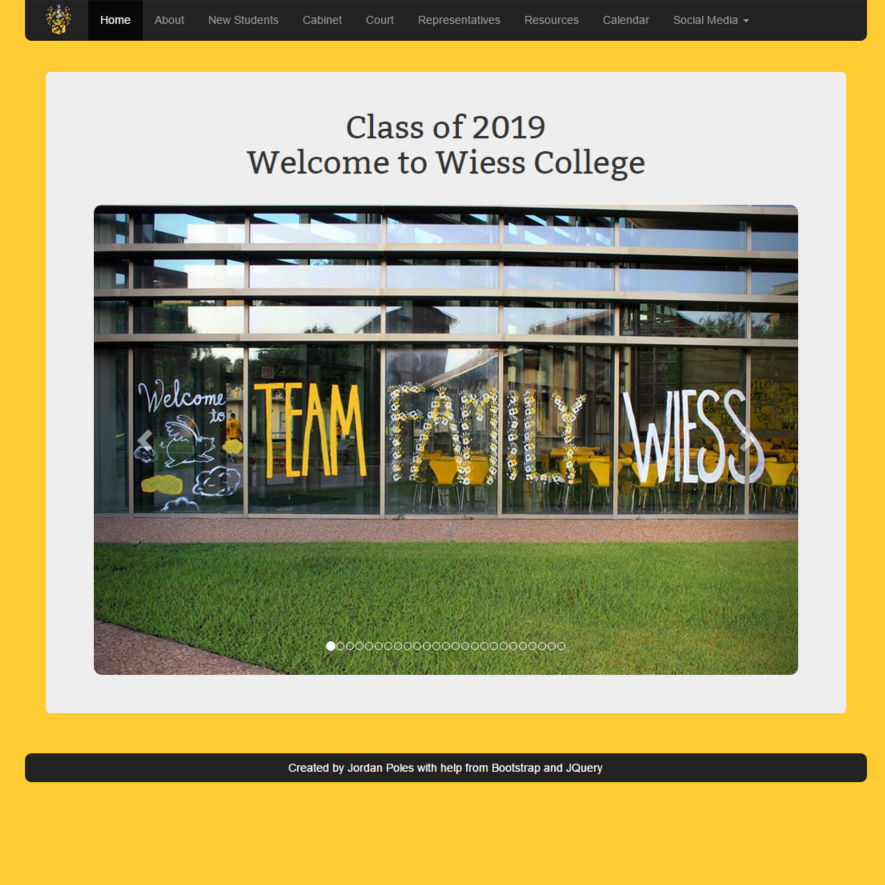 Home About New Students Cabinet Court Representatives Resources Calendar Social Media
Class of 2019
Welcome to Wiess College
Welcome
to
TEAM FAMILY WIESS
Created by Jordan Poles with help from Bootstrap and JQuery